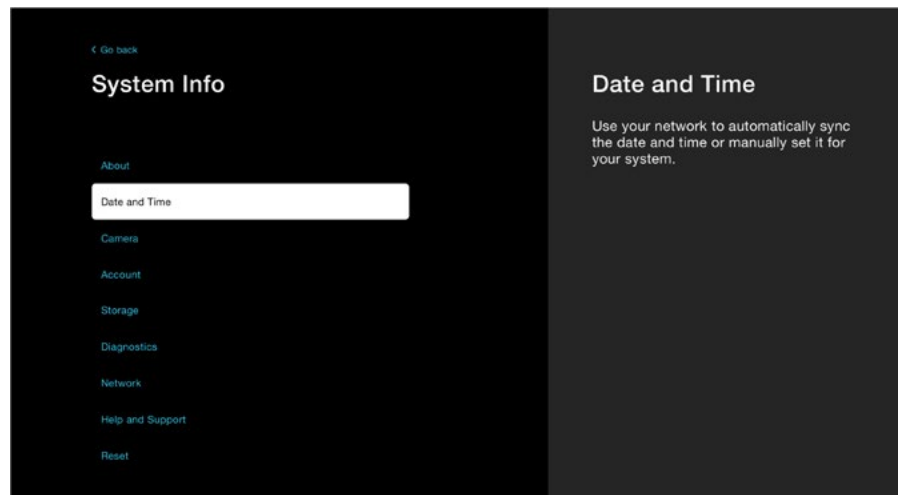 Go back
System Info
About
Date and Time
Camera
Account
Storage
Diagnostics
Network
Help and Support
Reset
Date and Time
Use your network to automatically sync
the date and time or manually set it for
your system.